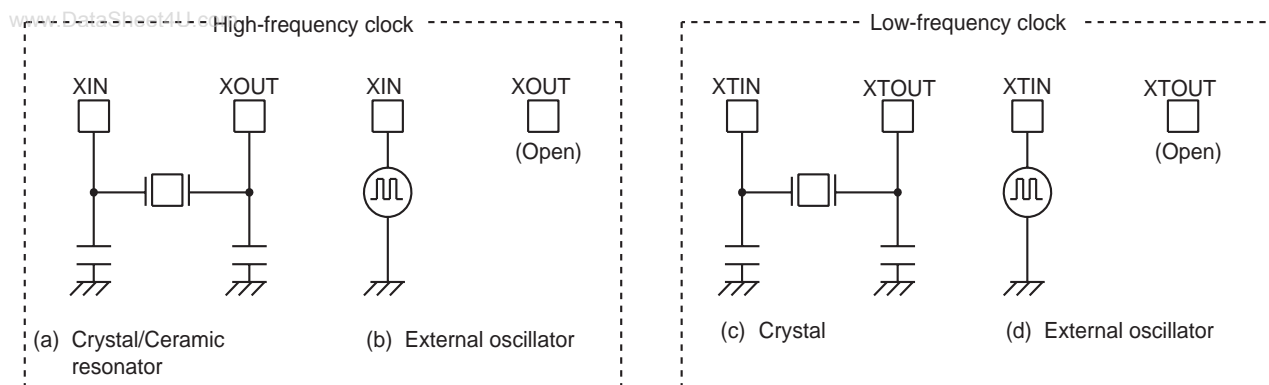 www.DataSheet4U.com
High-frequency clock
Low-frequency clock
XIN XOUT XIN XOUT
XTIN XTOUT XTIN XTOUT
(Open)
(Open)
(a) Crystal/Ceramic
resonator
(b) External oscillator
(c) Crystal
(d) External oscillator